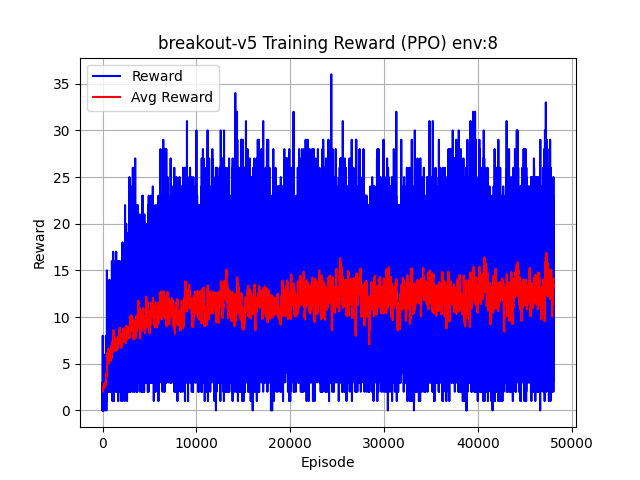 breakout-v5 Training Reward (PPO) env:8
Reward
Avg Reward
35
30
25
20
15
10
5
0
Reward
0 10000 20000 30000 40000 50000
Episode